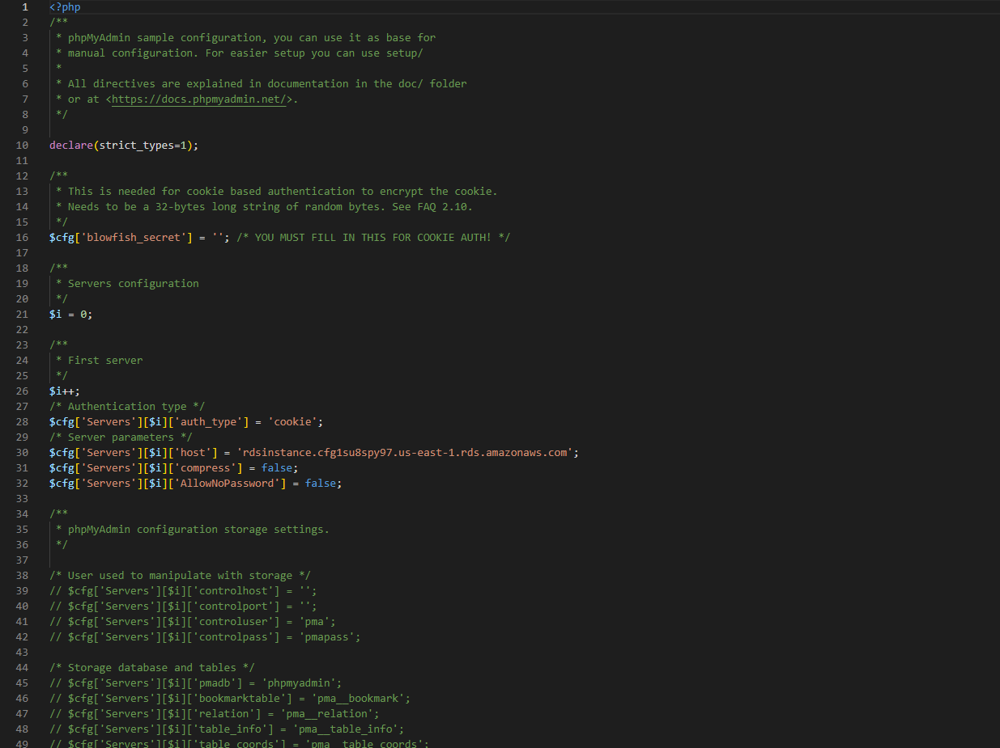 1 <?php
2 /**
3  * phpMyAdmin sample configuration, you can use it as base for
4  * manual configuration. For easier setup you can use setup/
5  *
6  * All directives are explained in documentation in the doc/ folder
7  * or at <https://docs.phpmyadmin.net/>.
8  */
9
10 declare(strict_types=1);
11
12 /**
13  * This is needed for cookie based authentication to encrypt the cookie.
14  * Needs to be a 32-bytes long string of random bytes. See FAQ 2.10.
15  */
16 $cfg['blowfish_secret'] = ''; /* YOU MUST FILL IN THIS FOR COOKIE AUTH! */
17
18 /**
19  * Servers configuration
20  */
21 $i = 0;
22
23 /**
24  * First server
25  */
26 $i++;
27 /* Authentication type */
28 $cfg['Servers'][$i]['auth_type'] = 'cookie';
29 /* Server parameters */
30 $cfg['Servers'][$i]['host'] = 'rdsinstance.cfg1su8spy97.us-east-1.rds.amazonaws.com';
31 $cfg['Servers'][$i]['compress'] = false;
32 $cfg['Servers'][$i]['AllowNoPassword'] = false;
33
34 /**
35  * phpMyAdmin configuration storage settings.
36  */
37
38 /* User used to manipulate with storage */
39 // $cfg['Servers'][$i]['controlhost'] = '';
40 // $cfg['Servers'][$i]['controlport'] = '';
41 // $cfg['Servers'][$i]['controluser'] = 'pma';
42 // $cfg['Servers'][$i]['controlpass'] = 'pmapass';
43
44 /* Storage database and tables */
45 // $cfg['Servers'][$i]['pmadb'] = 'phpmyadmin';
46 // $cfg['Servers'][$i]['bookmarktable'] = 'pma__bookmark';
47 // $cfg['Servers'][$i]['relation'] = 'pma__relation';
48 // $cfg['Servers'][$i]['table_info'] = 'pma__table_info';
49 // $cfg['Servers'][$i]['table_coords'] = 'pma__table_coords';